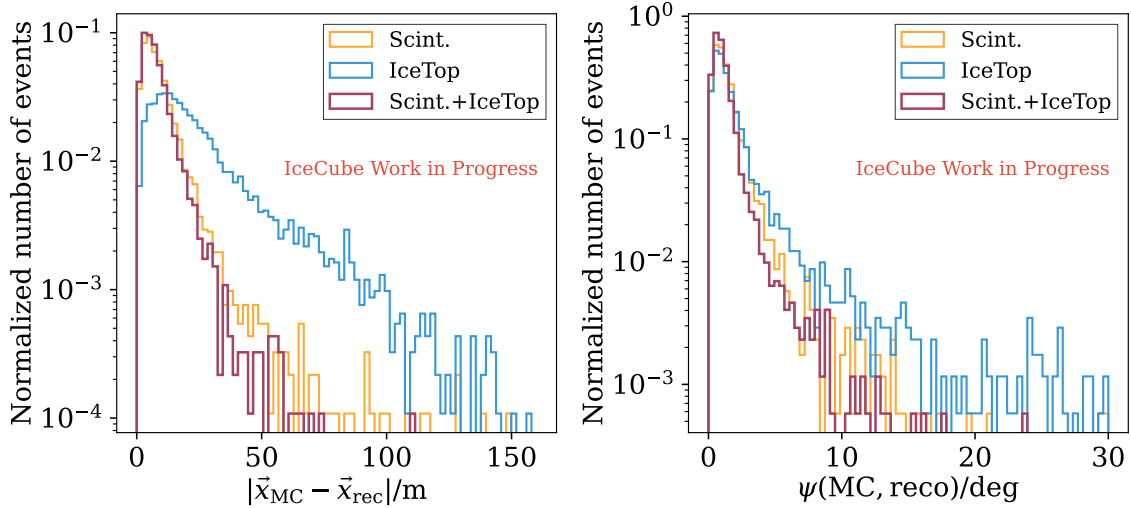 Normalized number of events
10⁻¹
10⁻²
10⁻³
10⁻⁴
Scint.
IceTop
Scint.+IceTop
IceCube Work in Progress
0
50
100
150
|x⃗_MC − x⃗_rec|/m
Normalized number of events
10⁰
10⁻¹
10⁻²
10⁻³
Scint.
IceTop
Scint.+IceTop
IceCube Work in Progress
0
10
20
30
ψ(MC, reco)/deg